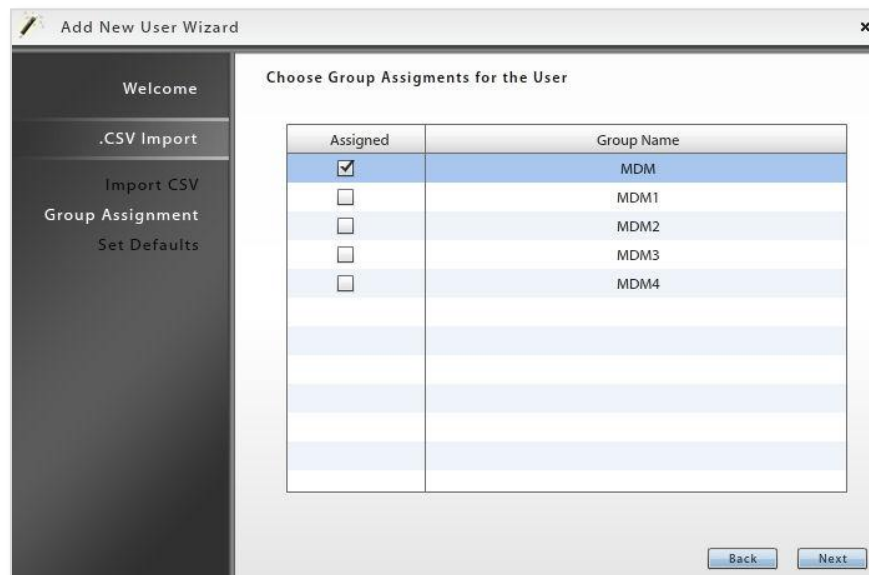 Add New User Wizard
Welcome
.CSV Import
Import CSV
Group Assignment
Set Defaults
Choose Group Assigments for the User
Assigned Group Name
MDM
MDM1
MDM2
MDM3
MDM4
Back Next